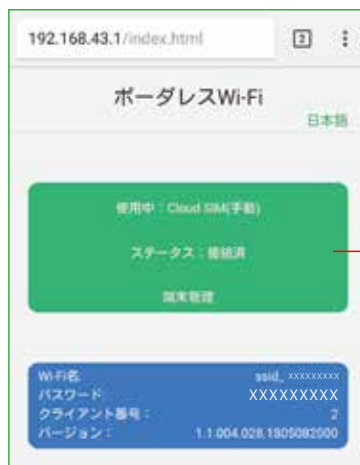 192.168.43.1/index.html 2
ボーダレスWi-Fi
日本語
使用中：Cloud SIM(手動)
ステータス：接続済
端末管理
Wi-Fi名 ssid_xxxxxxxxx
パスワード XXXXXXXXX
クライアント番号： 2
バージョン： 1.1.004.028.1805082000